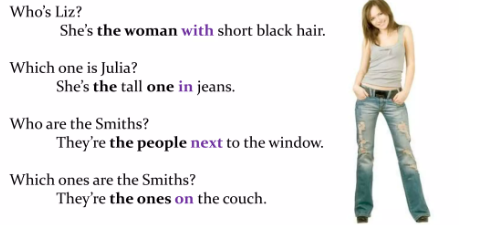 Who's Liz?
She's the woman with short black hair.
Which one is Julia?
She's the tall one in jeans.
Who are the Smiths?
They're the people next to the window.
Which ones are the Smiths?
They're the ones on the couch.